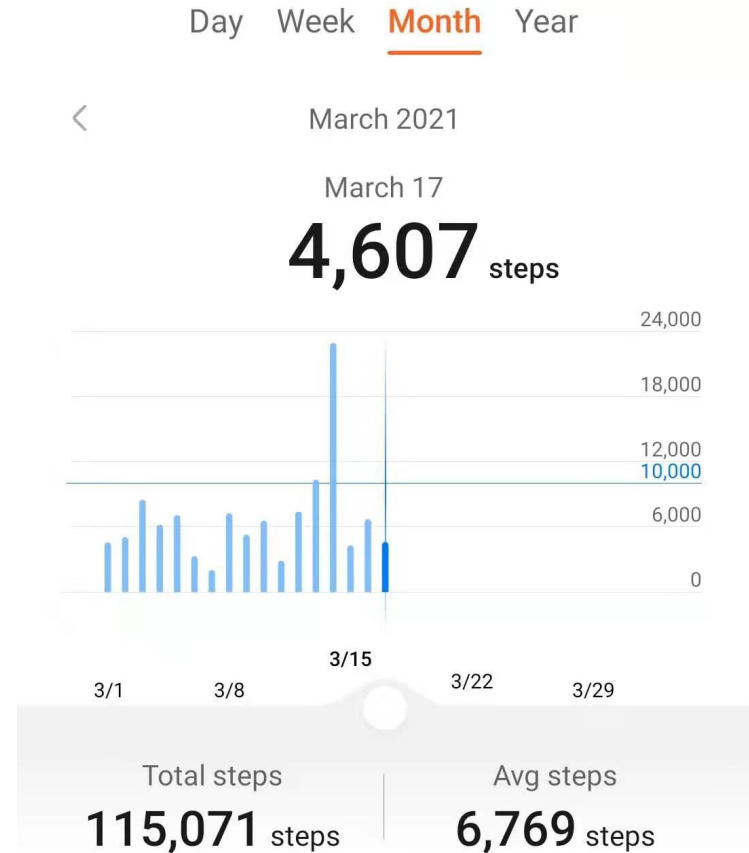 Day Week Month Year
March 2021
March 17
4,607 steps
24,000
18,000
12,000
10,000
6,000
0
3/1 3/8 3/15 3/22 3/29
Total steps Avg steps
115,071 steps 6,769 steps